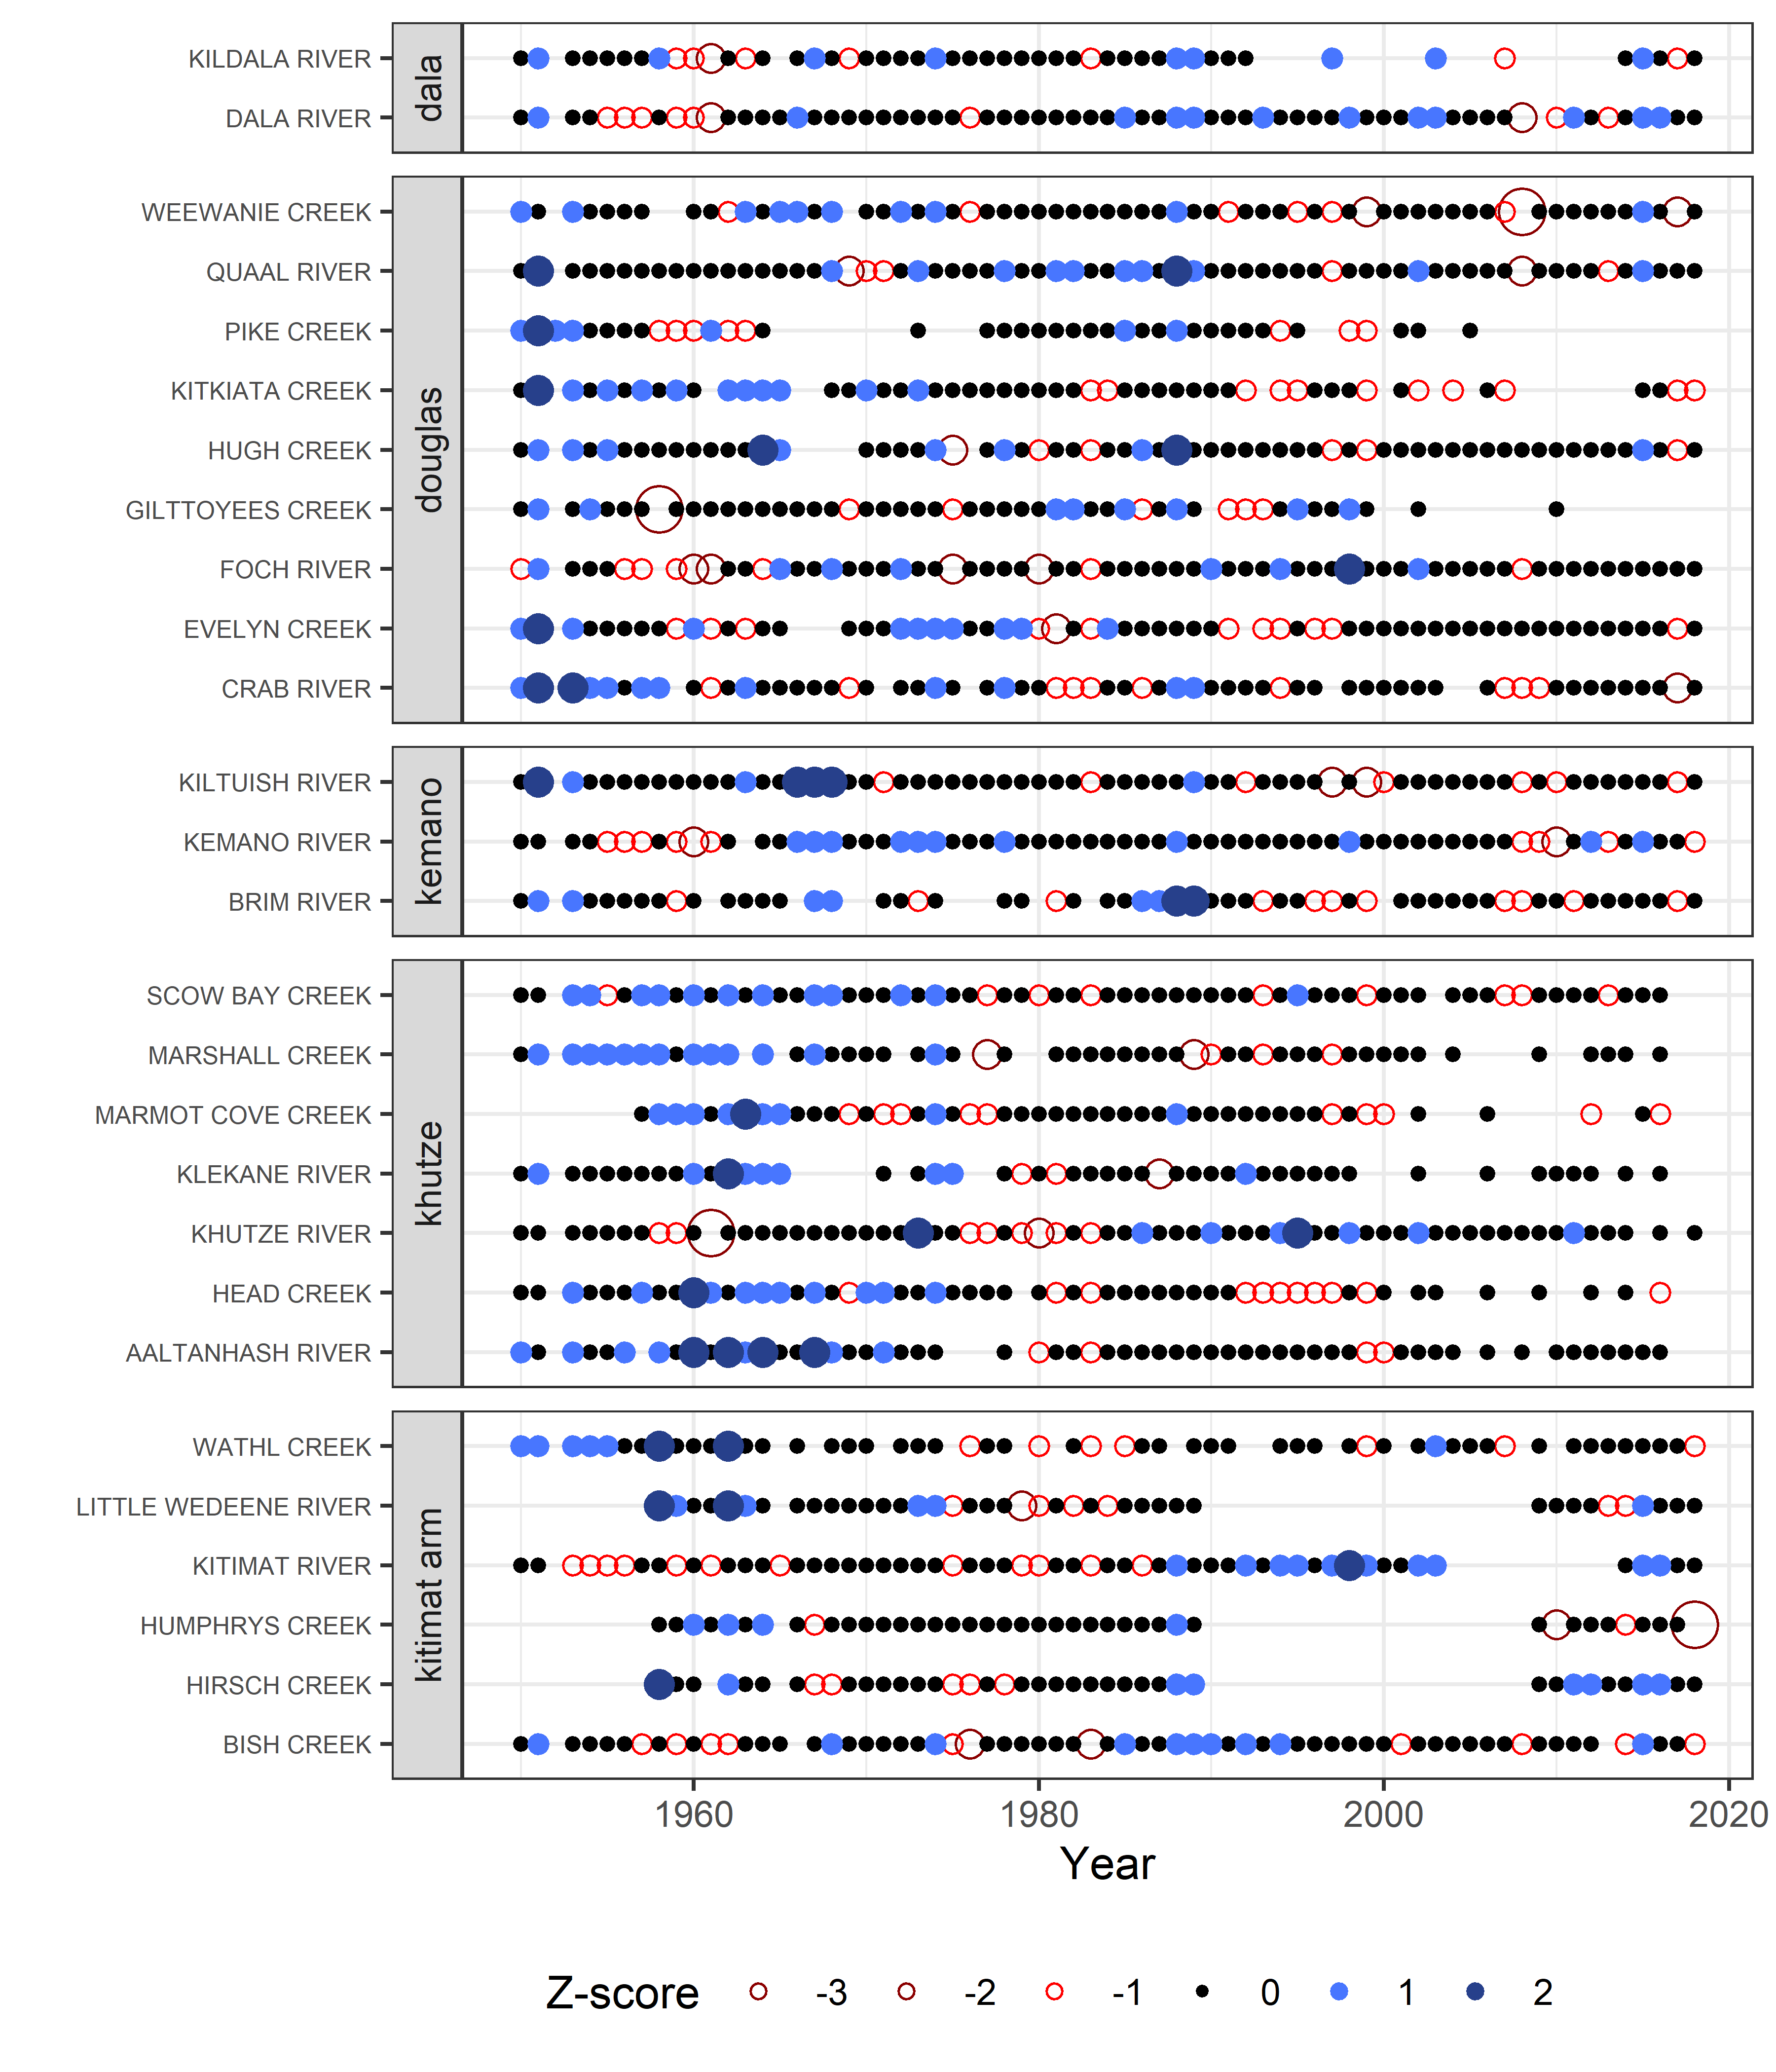 dala
KILDALA RIVER
DALA RIVER
douglas
WEEWANIE CREEK
QUAAL RIVER
PIKE CREEK
KITKIATA CREEK
HUGH CREEK
GILTTOYEES CREEK
FOCH RIVER
EVELYN CREEK
CRAB RIVER
kemano
KILTUISH RIVER
KEMANO RIVER
BRIM RIVER
khutze
SCOW BAY CREEK
MARSHALL CREEK
MARMOT COVE CREEK
KLEKANE RIVER
KHUTZE RIVER
HEAD CREEK
AALTANHASH RIVER
kitimat arm
WATHL CREEK
LITTLE WEDEENE RIVER
KITIMAT RIVER
HUMPHRYS CREEK
HIRSCH CREEK
BISH CREEK
1960 1980 2000 2020
Year
Z-score -3 -2 -1 0 1 2